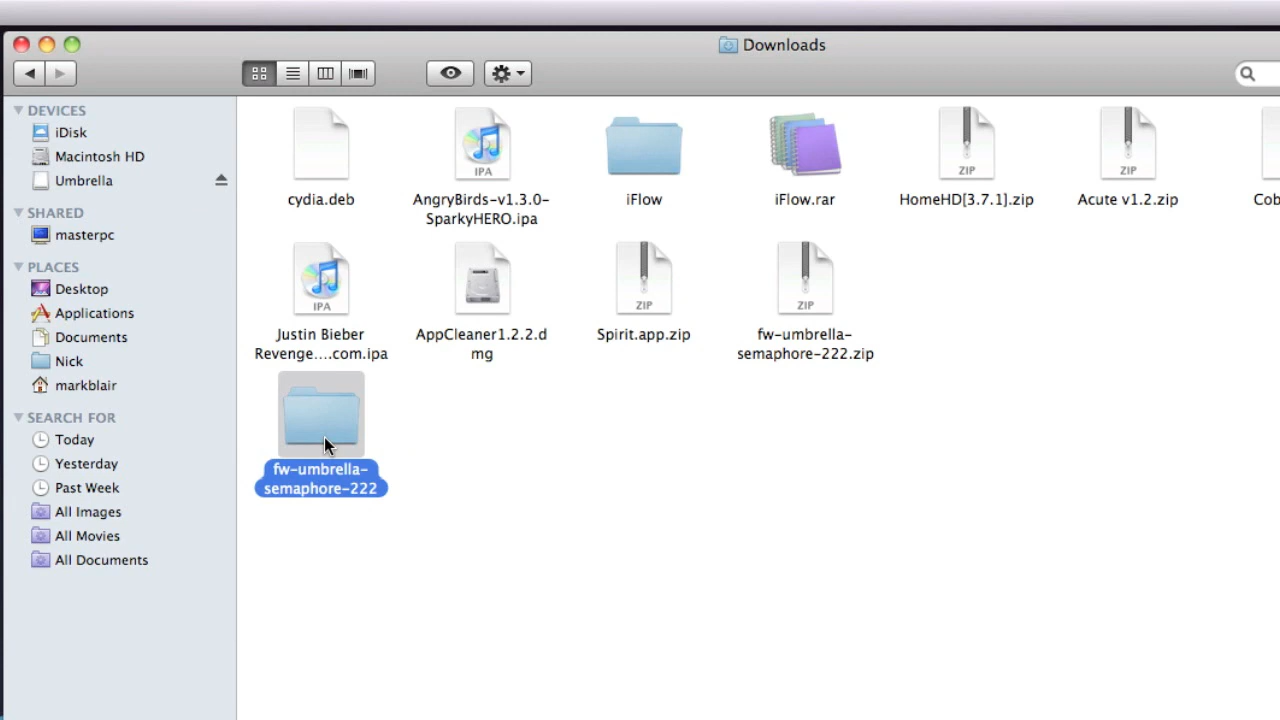 Downloads
DEVICES
iDisk
Macintosh HD
Umbrella
SHARED
masterpc
PLACES
Desktop
Applications
Documents
Nick
markblair
SEARCH FOR
Today
Yesterday
Past Week
All Images
All Movies
All Documents
cydia.deb
IPA
AngryBirds-v1.3.0-
SparkyHERO.ipa
iFlow
iFlow.rar
ZIP
HomeHD[3.7.1].zip
ZIP
Acute v1.2.zip
Cob
IPA
Justin Bieber
Revenge....com.ipa
AppCleaner1.2.2.d
mg
ZIP
Spirit.app.zip
ZIP
fw-umbrella-
semaphore-222.zip
fw-umbrella-
semaphore-222